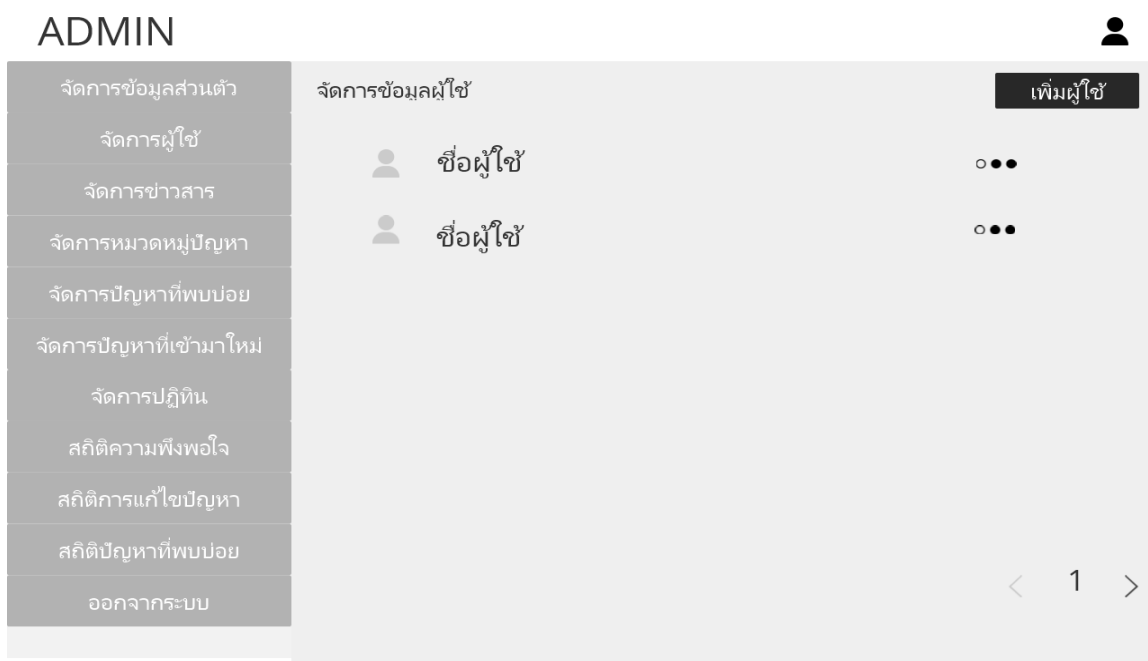 ADMIN
จัดการข้อมูลส่วนตัว
จัดการผู้ใช้
จัดการข่าวสาร
จัดการหมวดหมู่ปัญหา
จัดการปัญหาที่พบบ่อย
จัดการปัญหาที่เข้ามาใหม่
จัดการปฏิทิน
สถิติความพึงพอใจ
สถิติการแก้ไขปัญหา
สถิติปัญหาที่พบบ่อย
ออกจากระบบ
จัดการข้อมูลผู้ใช้
เพิ่มผู้ใช้
ชื่อผู้ใช้
ชื่อผู้ใช้
1